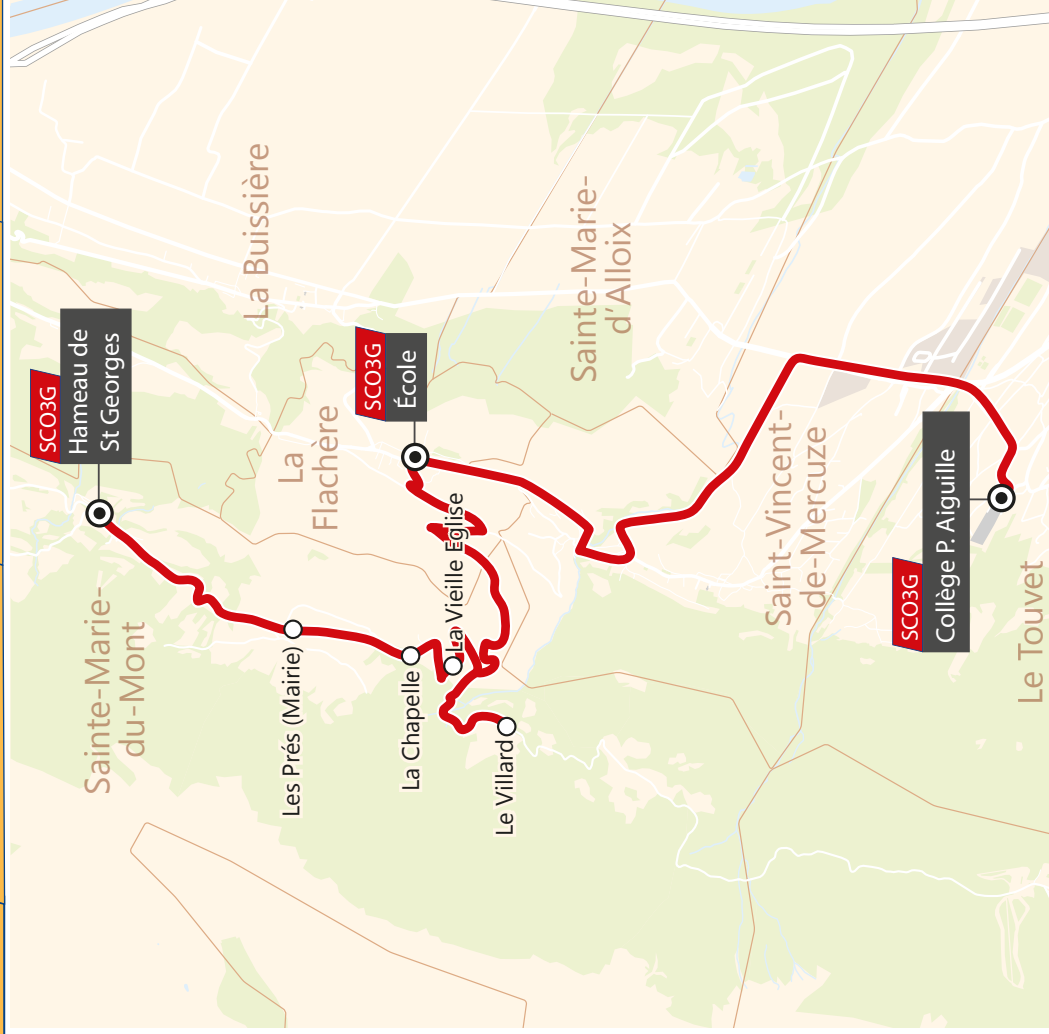 SCO3G
Hameau de
St Georges
La Buissière
SCO3G
École
La
Flachère
Sainte-Marie-
d'Alloix
Sainte-Marie-
du-Mont
Les Prés (Mairie)
La Chapelle
La Vieille Eglise
Le Villard
Saint-Vincent-
de-Mercuze
SCO3G
Collège P. Aiguille
Le Touvet